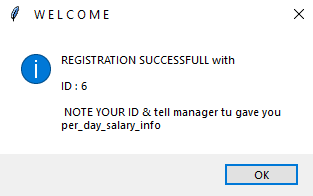 W E L C O M E
REGISTRATION SUCCESSFULL with
ID : 6
NOTE YOUR ID & tell manager tu gave you
per_day_salary_info
OK